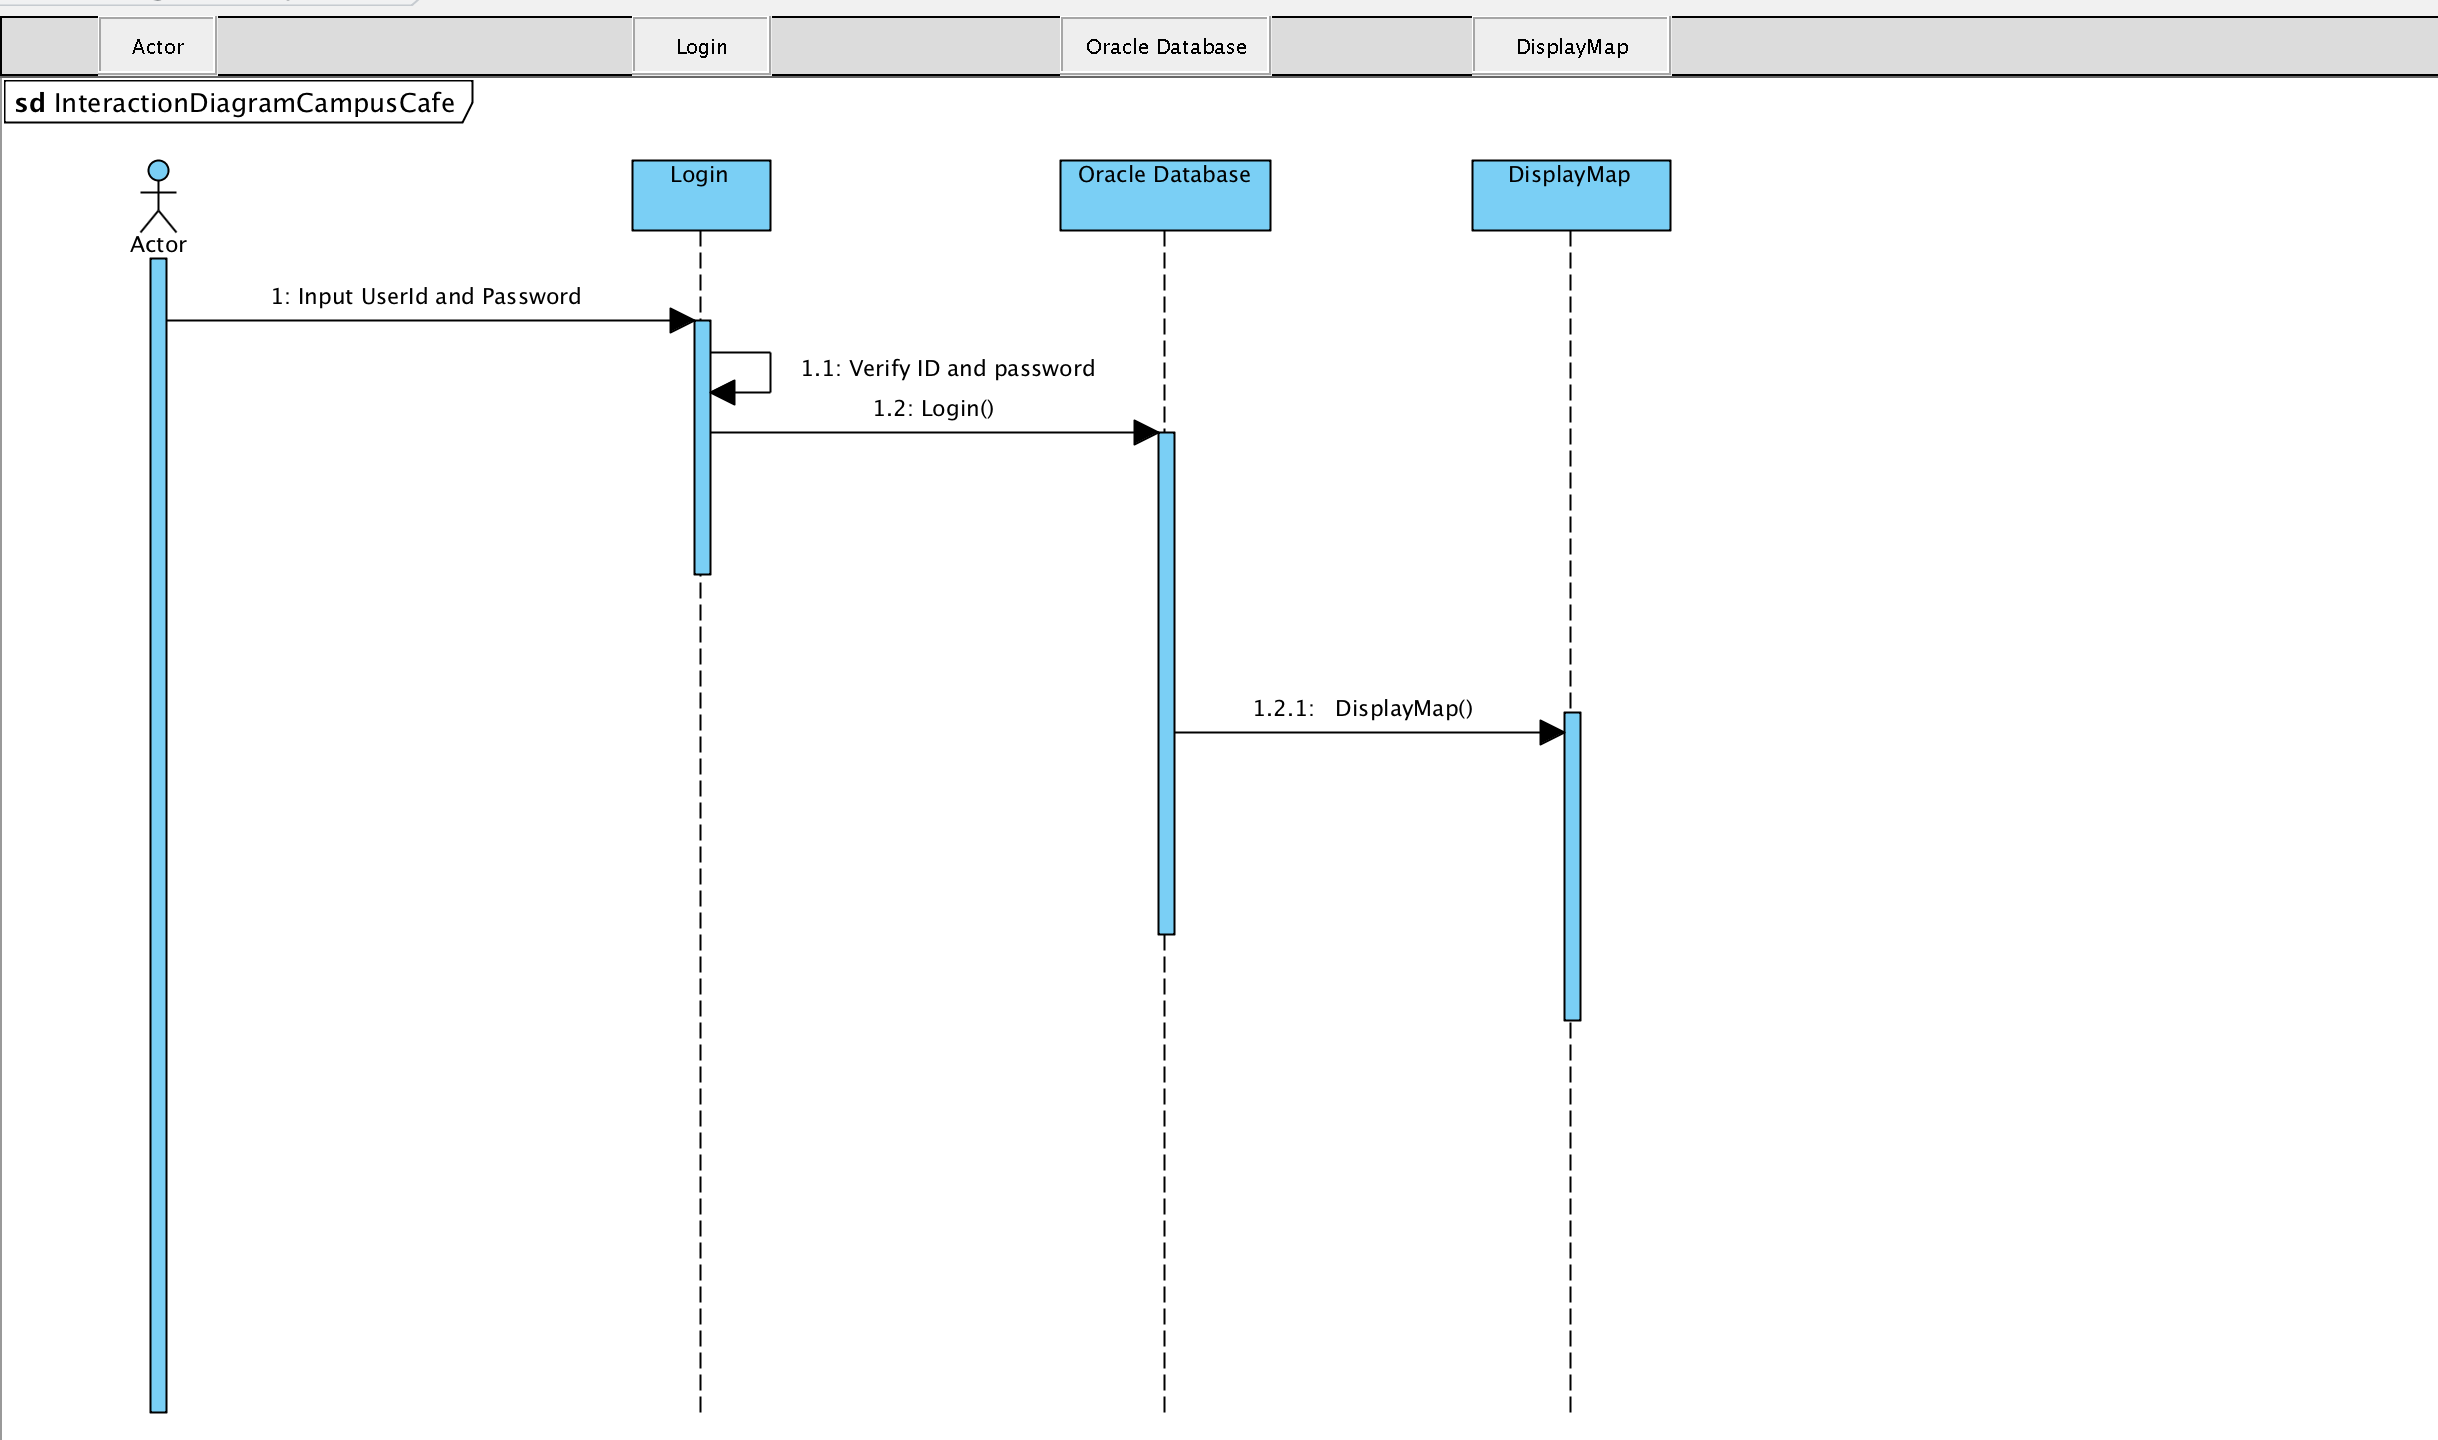 Actor
Login
Oracle Database
DisplayMap
sd InteractionDiagramCampusCafe
Login
Oracle Database
DisplayMap
Actor
1: Input UserId and Password
1.1: Verify ID and password
1.2: Login()
1.2.1: DisplayMap()